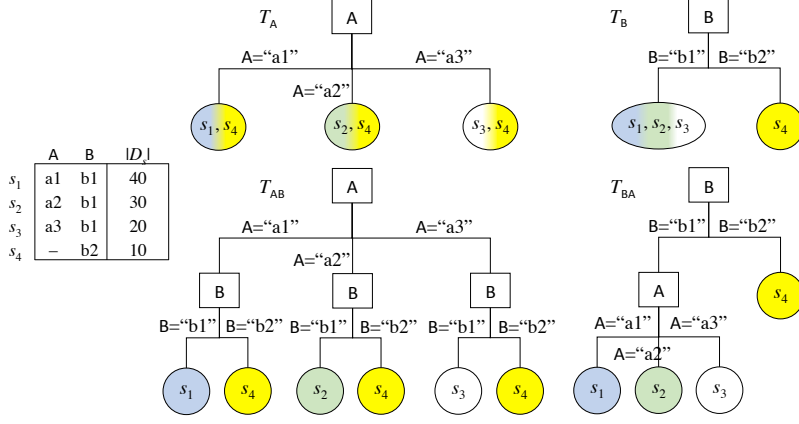 T_A A
A=“a1” A=“a3”
A=“a2”
s_1, s_4 s_2, s_4 s_3, s_4
T_B B
B=“b1” B=“b2”
s_1, s_2, s_3 s_4
A B |D_s|
s_1 a1 b1 40
s_2 a2 b1 30
s_3 a3 b1 20
s_4 – b2 10
T_AB A
A=“a1” A=“a3”
A=“a2”
B B B
B=“b1” B=“b2” B=“b1” B=“b2” B=“b1” B=“b2”
s_1 s_4 s_2 s_4 s_3 s_4
T_BA B
B=“b1” B=“b2”
A s_4
A=“a1” A=“a3”
A=“a2”
s_1 s_2 s_3